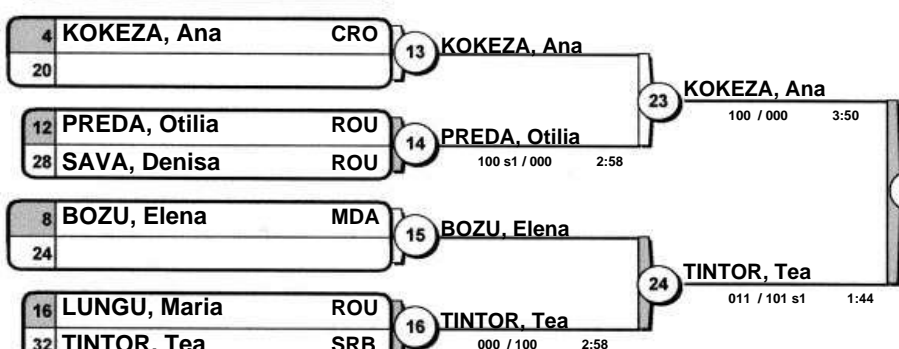 4 KOKEZA, Ana CRO
20
13 KOKEZA, Ana
12 PREDA, Otilia ROU
28 SAVA, Denisa ROU
14 PREDA, Otilia
100 s1 / 000 2:58
23 KOKEZA, Ana
100 / 000 3:50
8 BOZU, Elena MDA
24
15 BOZU, Elena
16 LUNGU, Maria ROU
32 TINTOR, Tea SRB
16 TINTOR, Tea
000 / 100 2:58
24 TINTOR, Tea
011 / 101 s1 1:44